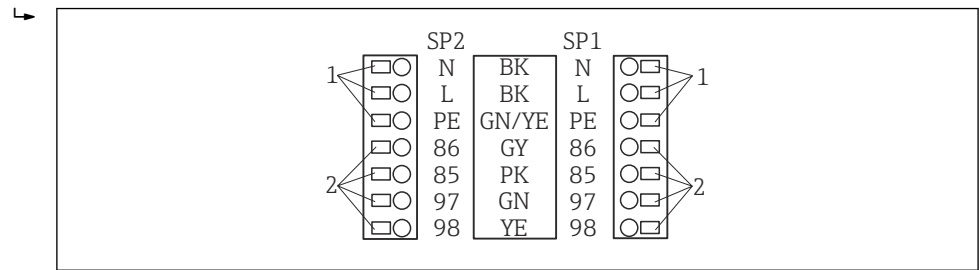 SP2 SP1
1 N BK N 1
L BK L
PE GN/YE PE
86 GY 86
2 85 PK 85 2
97 GN 97
98 YE 98